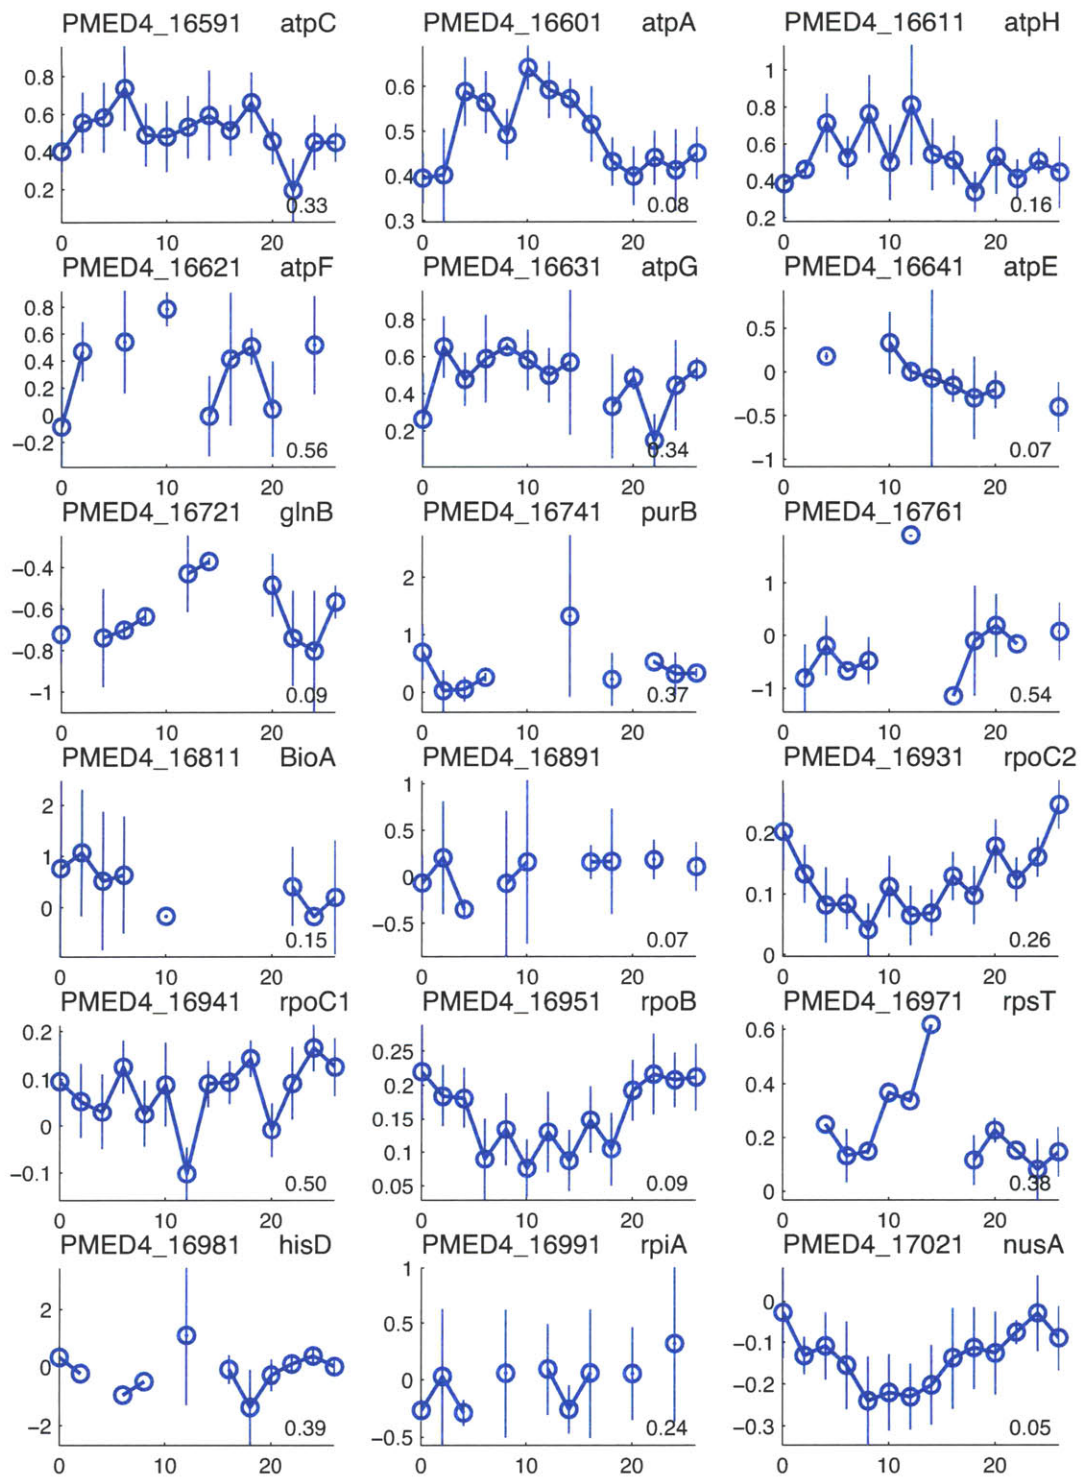 PMED4_16591 atpC PMED4_16601 atpA PMED4_16611 atpH
0.8 0.6 0.4 0.2 0.33 0 10 20
0.6 0.5 0.4 0.3 0.08 0 10 20
1 0.8 0.6 0.4 0.2 0.16 0 10 20
PMED4_16621 atpF PMED4_16631 atpG PMED4_16641 atpE
0.8 0.6 0.4 0.2 0 −0.2 0.56 0 10 20
0.8 0.6 0.4 0.2 0.34 0 10 20
0.5 0 −0.5 −1 0.07 0 10 20
PMED4_16721 glnB PMED4_16741 purB PMED4_16761
−0.4 −0.6 −0.8 −1 0.09 0 10 20
2 1 0 0.37 0 10 20
1 0 −1 0.54 0 10 20
PMED4_16811 BioA PMED4_16891 PMED4_16931 rpoC2
2 1 0 0.15 0 10 20
1 0.5 0 −0.5 0.07 0 10 20
0.2 0.1 0 0.26 0 10 20
PMED4_16941 rpoC1 PMED4_16951 rpoB PMED4_16971 rpsT
0.2 0.1 0 −0.1 0.50 0 10 20
0.25 0.2 0.15 0.1 0.05 0.09 0 10 20
0.6 0.4 0.2 0 0.38 0 10 20
PMED4_16981 hisD PMED4_16991 rpiA PMED4_17021 nusA
2 0 −2 0.39 0 10 20
1 0.5 0 −0.5 0.24 0 10 20
0 −0.1 −0.2 −0.3 0.05 0 10 20